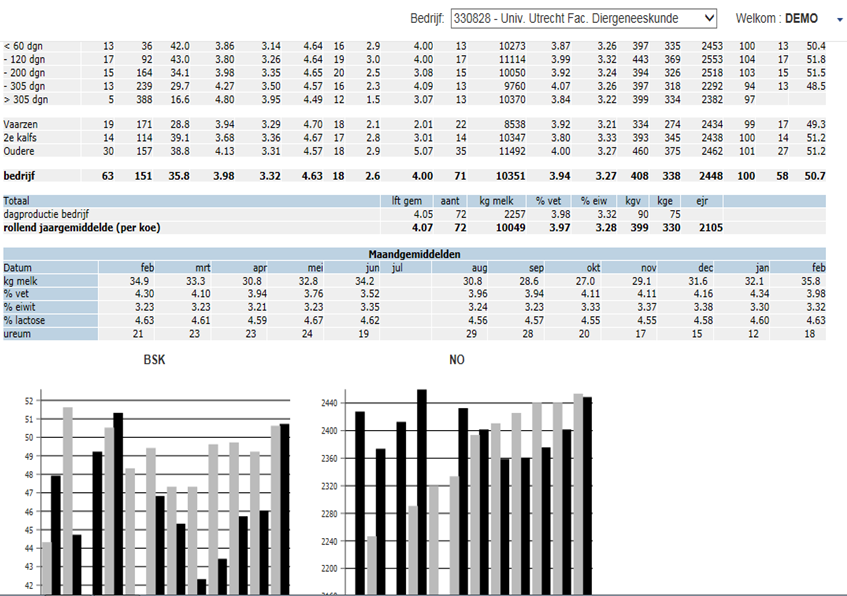 Bedrijf: 330828 - Univ. Utrecht Fac. Diergeneeskunde Welkom : DEMO
< 60 dgn 13 36 42.0 3.86 3.14 4.64 16 2.9 4.00 13 10273 3.87 3.26 397 335 2453 100 13 50.4
- 120 dgn 17 92 43.0 3.80 3.26 4.64 19 3.0 4.00 17 11114 3.99 3.32 443 369 2553 104 17 51.8
- 200 dgn 15 164 34.1 3.98 3.35 4.65 20 2.5 3.08 15 10050 3.92 3.24 394 326 2518 103 15 51.5
- 305 dgn 13 239 29.7 4.27 3.50 4.57 16 2.3 4.09 13 9760 4.07 3.26 397 318 2292 94 13 48.5
> 305 dgn 5 388 16.6 4.80 3.95 4.49 12 1.5 3.07 13 10370 3.84 3.22 399 334 2382 97
Vaarzen 19 171 28.8 3.94 3.29 4.70 18 2.1 2.01 22 8538 3.92 3.21 334 274 2434 99 17 49.3
2e kalfs 14 114 39.1 3.68 3.36 4.67 17 2.8 3.01 14 10347 3.80 3.33 393 345 2438 100 14 51.2
Oudere 30 157 38.8 4.13 3.31 4.57 18 2.9 5.07 35 11492 4.00 3.27 460 375 2462 101 27 51.2
bedrijf 63 151 35.8 3.98 3.32 4.63 18 2.6 4.00 71 10351 3.94 3.27 408 338 2448 100 58 50.7
Totaal lft gem aant kg melk % vet % eiw kgv kge ejr
dagproductie bedrijf 4.05 72 2257 3.98 3.32 90 75
rollend jaargemiddelde (per koe) 4.07 72 10049 3.97 3.28 399 330 2105
Maandgemiddelden
Datum feb mrt apr mei jun jul aug sep okt nov dec jan feb
kg melk 34.9 33.3 30.8 32.8 34.2 30.8 28.6 27.0 29.1 31.6 32.1 35.8
% vet 4.30 4.10 3.94 3.76 3.52 3.96 3.94 4.11 4.11 4.16 4.34 3.98
% eiwit 3.23 3.23 3.21 3.23 3.35 3.24 3.23 3.33 3.37 3.38 3.30 3.32
% lactose 4.63 4.61 4.59 4.67 4.62 4.56 4.57 4.55 4.55 4.58 4.60 4.63
ureum 21 23 23 24 19 29 28 20 17 15 12 18
BSK NO
52 2440
51 2400
50 2360
49 2320
48 2280
47 2240
46 2200
45 2160
44
43
42